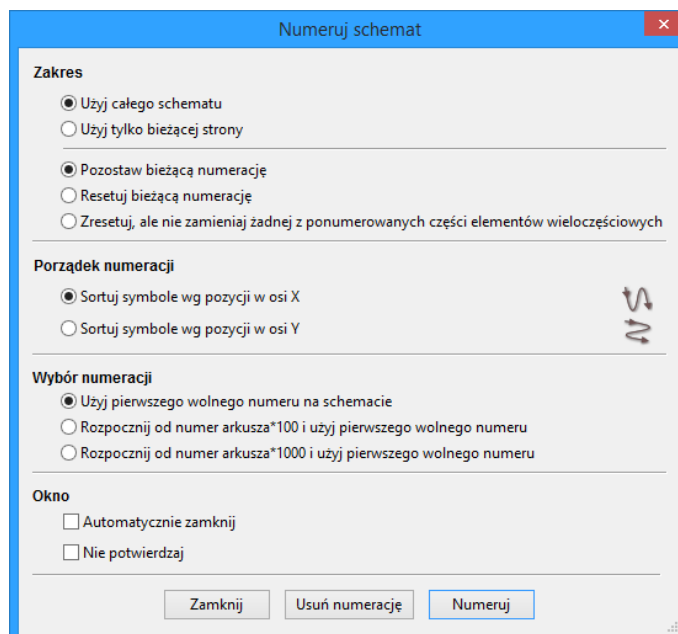 Numeruj schemat
Zakres
Użyj całego schematu
Użyj tylko bieżącej strony
Pozostaw bieżącą numerację
Resetuj bieżącą numerację
Zresetuj, ale nie zamieniaj żadnej z ponumerowanych części elementów wieloczęściowych
Porządek numeracji
Sortuj symbole wg pozycji w osi X
Sortuj symbole wg pozycji w osi Y
Wybór numeracji
Użyj pierwszego wolnego numeru na schemacie
Rozpocznij od numer arkusza*100 i użyj pierwszego wolnego numeru
Rozpocznij od numer arkusza*1000 i użyj pierwszego wolnego numeru
Okno
Automatycznie zamknij
Nie potwierdzaj
Zamknij Usuń numerację Numeruj